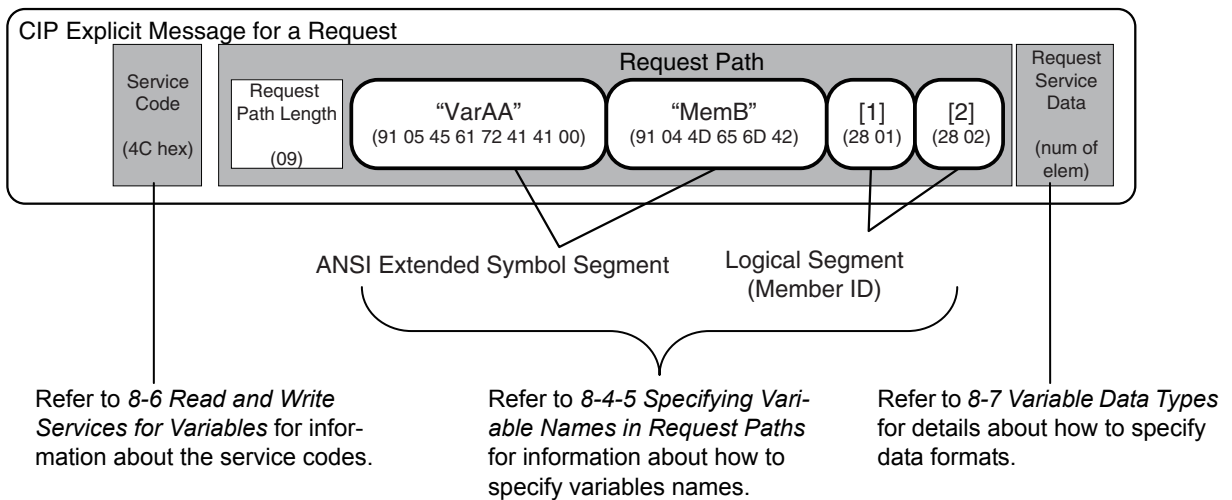 CIP Explicit Message for a Request
Service
Code
(4C hex)
Request Path
Request
Path Length
(09)
“VarAA”
(91 05 45 61 72 41 41 00)
“MemB”
(91 04 4D 65 6D 42)
[1]
(28 01)
[2]
(28 02)
Request
Service
Data
(num of
elem)
ANSI Extended Symbol Segment
Logical Segment
(Member ID)
Refer to 8-6 Read and Write
Services for Variables for infor-
mation about the service codes.
Refer to 8-4-5 Specifying Vari-
able Names in Request Paths
for information about how to
specify variables names.
Refer to 8-7 Variable Data Types
for details about how to specify
data formats.